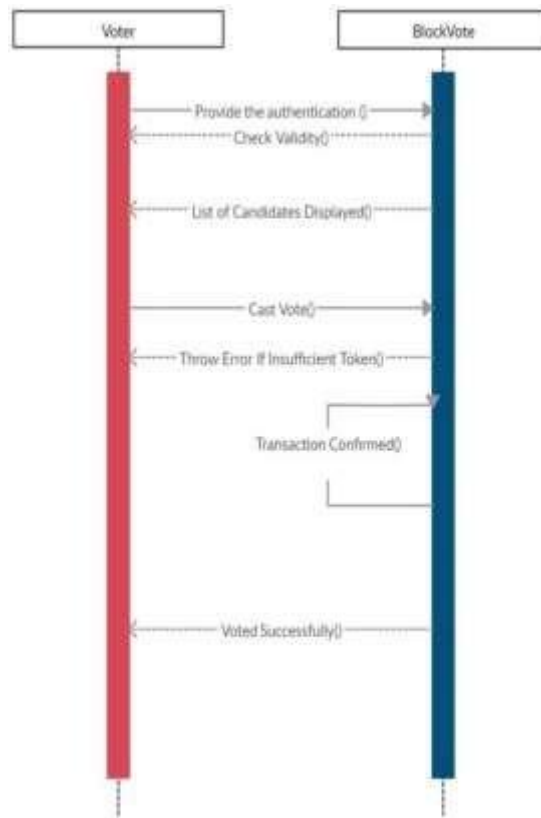 Voter
BlockVote
Provide the authentication ()
Check Validity()
List of Candidates Displayed()
Cast Vote()
Throw Error If Insufficient Token()
Transaction Confirmed()
Voted Successfully()